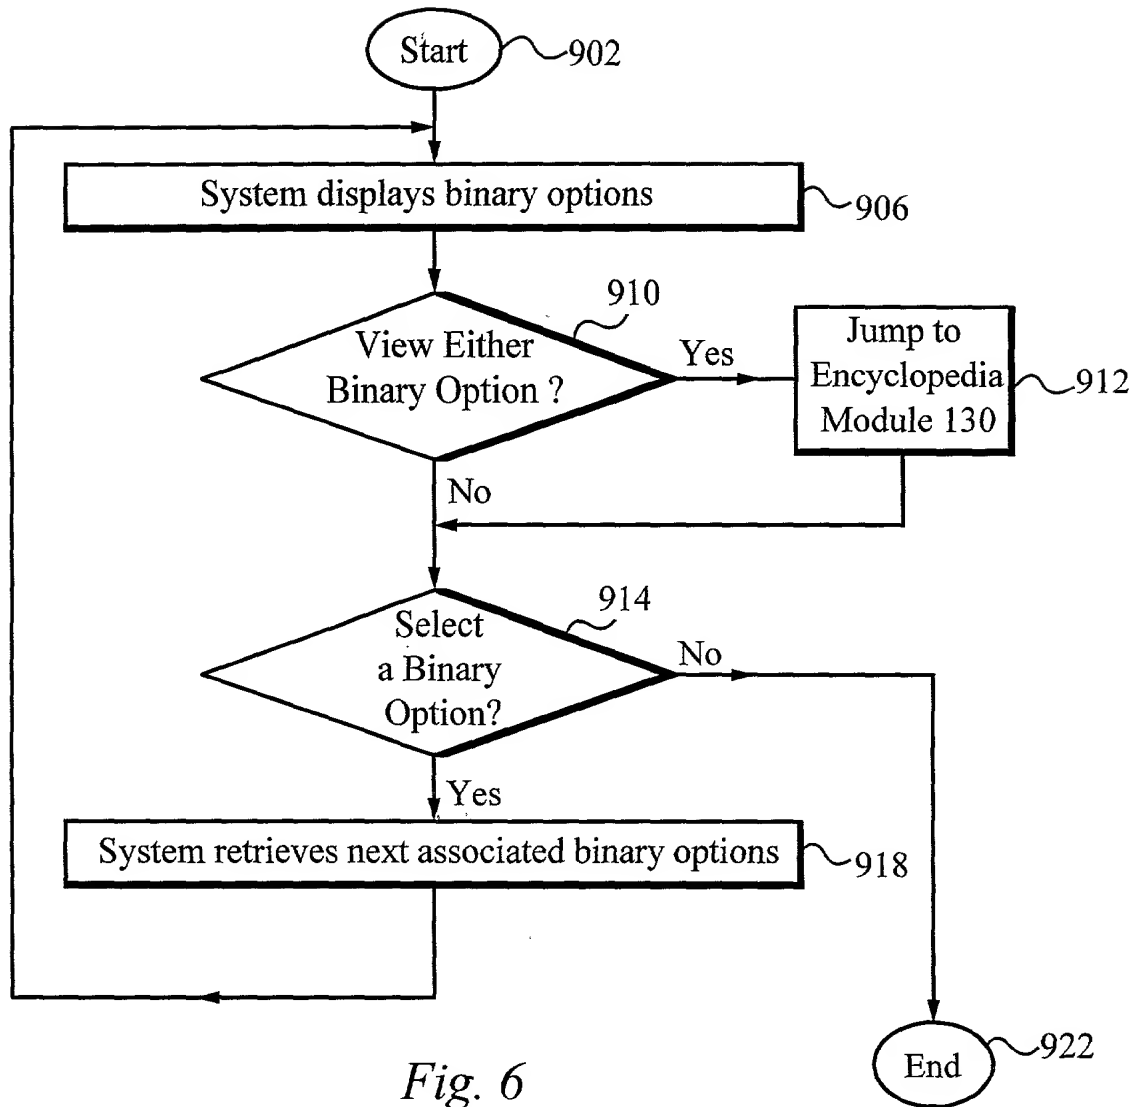 Start
902
System displays binary options
906
910
View Either
Binary Option ?
Yes
Jump to
Encyclopedia
Module 130
912
No
914
Select
a Binary
Option?
No
Yes
System retrieves next associated binary options
918
End
922
Fig. 6